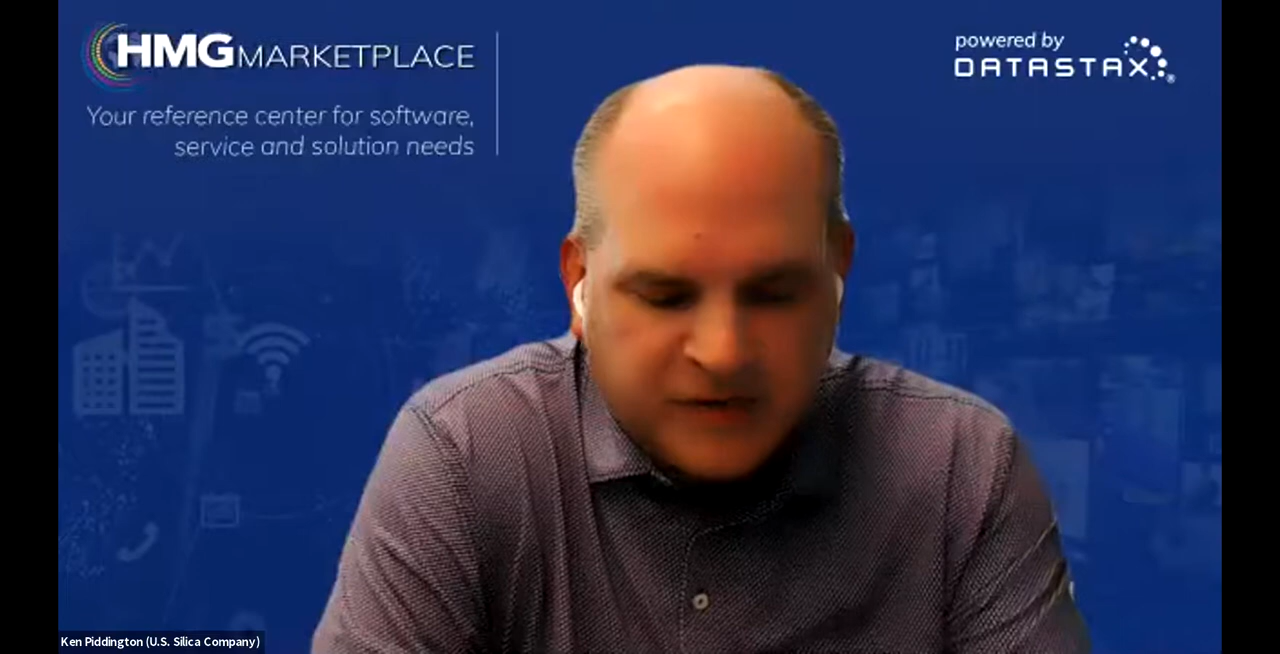 HMG MARKETPLACE
Your reference center for software,
service and solution needs
powered by
DATASTAX®
Ken Piddington (U.S. Silica Company)